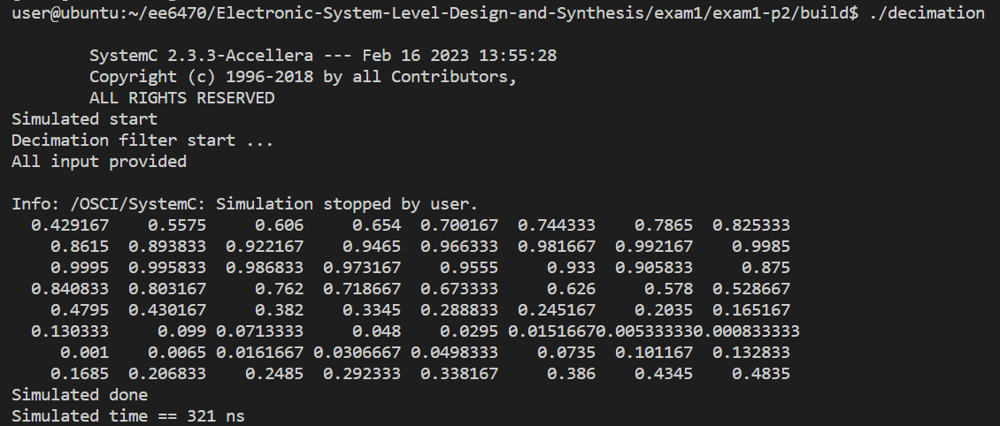 user@ubuntu:~/ee6470/Electronic-System-Level-Design-and-Synthesis/exam1/exam1-p2/build$ ./decimation
SystemC 2.3.3-Accellera --- Feb 16 2023 13:55:28
Copyright (c) 1996-2018 by all Contributors,
ALL RIGHTS RESERVED
Simulated start
Decimation filter start ...
All input provided
Info: /OSCI/SystemC: Simulation stopped by user.
0.429167 0.5575 0.606 0.654 0.700167 0.744333 0.7865 0.825333
0.8615 0.893833 0.922167 0.9465 0.966333 0.981667 0.992167 0.9985
0.9995 0.995833 0.986833 0.973167 0.9555 0.933 0.905833 0.875
0.840833 0.803167 0.762 0.718667 0.673333 0.626 0.578 0.528667
0.4795 0.430167 0.382 0.3345 0.288833 0.245167 0.2035 0.165167
0.130333 0.099 0.0713333 0.048 0.0295 0.01516670.005333330.000833333
0.001 0.0065 0.0161667 0.0306667 0.0498333 0.0735 0.101167 0.132833
0.1685 0.206833 0.2485 0.292333 0.338167 0.386 0.4345 0.4835
Simulated done
Simulated time == 321 ns